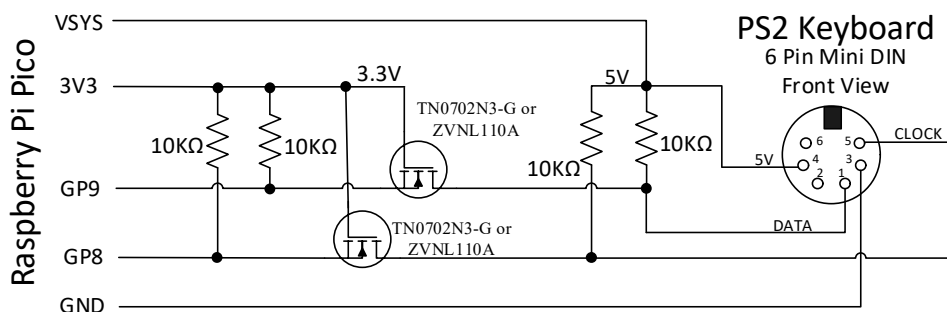 Raspberry Pi Pico
VSYS
3V3
GP9
GP8
GND
3.3V
5V
10KΩ
10KΩ
10KΩ
10KΩ
TN0702N3-G or
ZVNL110A
TN0702N3-G or
ZVNL110A
PS2 Keyboard
6 Pin Mini DIN
Front View
6
5
4
3
2
1
5V
CLOCK
DATA